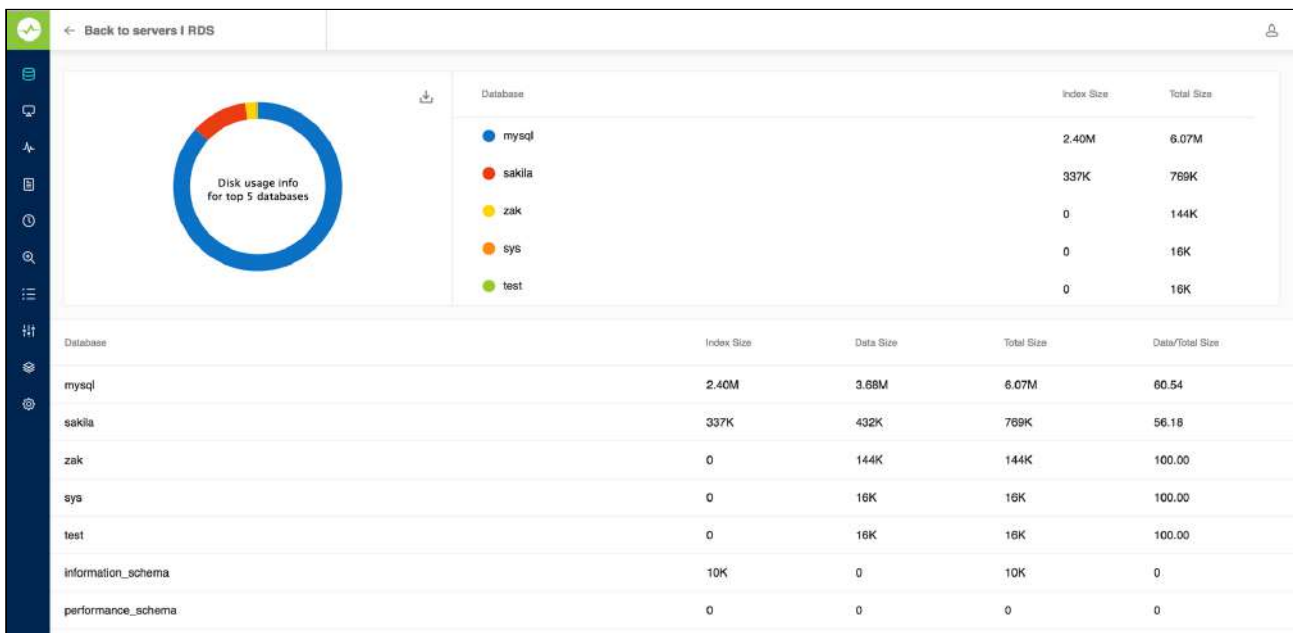 ← Back to servers I RDS
Disk usage info
for top 5 databases
Database Index Size Total Size
mysql 2.40M 6.07M
sakila 337K 769K
zak 0 144K
sys 0 16K
test 0 16K
Database Index Size Data Size Total Size Data/Total Size
mysql 2.40M 3.68M 6.07M 60.54
sakila 337K 432K 769K 56.18
zak 0 144K 144K 100.00
sys 0 16K 16K 100.00
test 0 16K 16K 100.00
information_schema 10K 0 10K 0
performance_schema 0 0 0 0